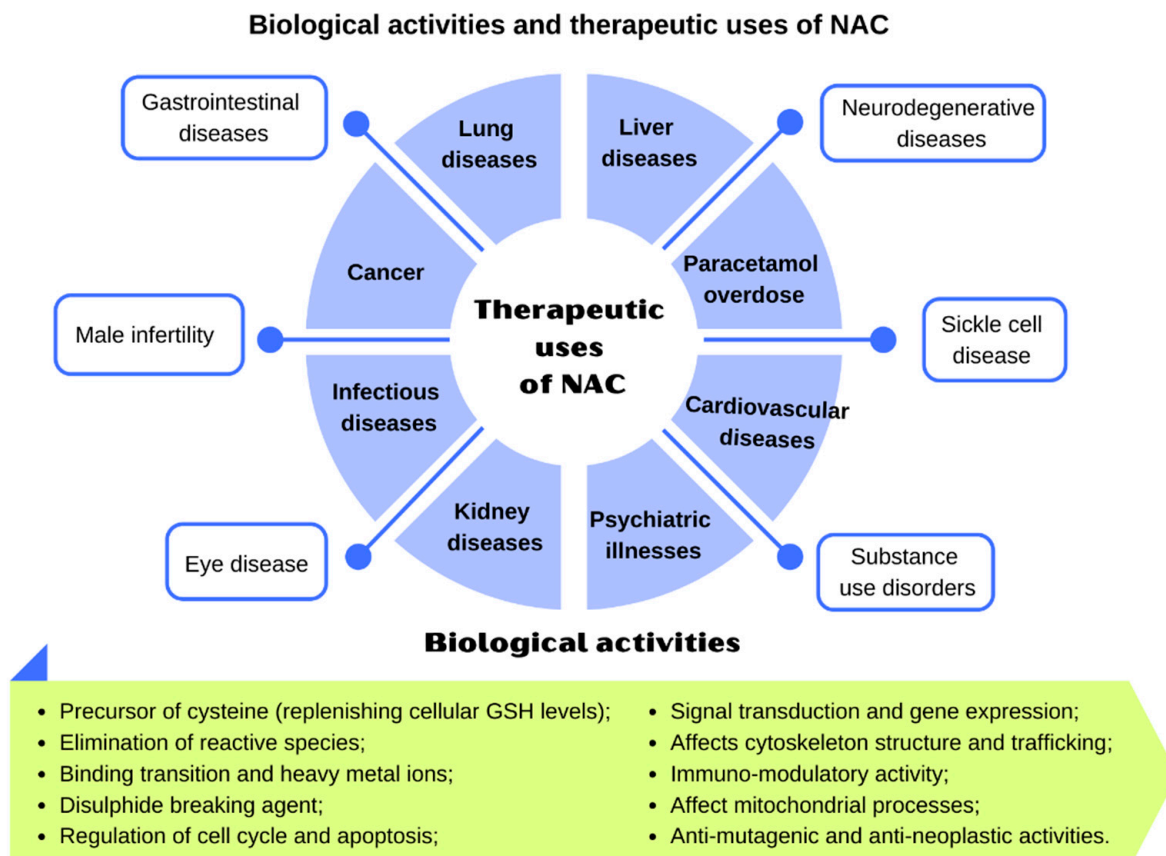 Biological activities and therapeutic uses of NAC
Gastrointestinal
diseases
Lung
diseases
Liver
diseases
Neurodegenerative
diseases
Cancer
Paracetamol
overdose
Male infertility
Therapeutic
uses
of NAC
Sickle cell
disease
Infectious
diseases
Cardiovascular
diseases
Eye disease
Kidney
diseases
Psychiatric
illnesses
Substance
use disorders
Biological activities
• Precursor of cysteine (replenishing cellular GSH levels);
• Elimination of reactive species;
• Binding transition and heavy metal ions;
• Disulphide breaking agent;
• Regulation of cell cycle and apoptosis;
• Signal transduction and gene expression;
• Affects cytoskeleton structure and trafficking;
• Immuno-modulatory activity;
• Affect mitochondrial processes;
• Anti-mutagenic and anti-neoplastic activities.